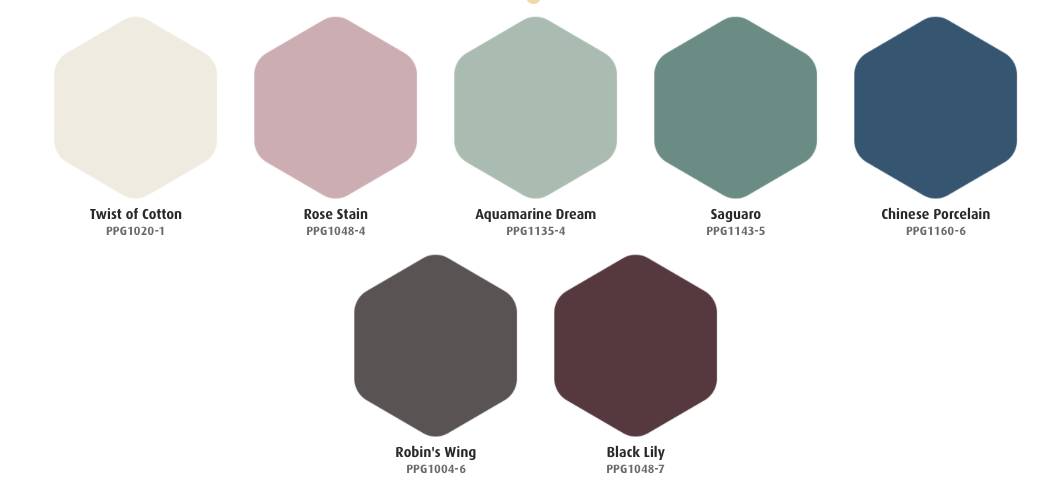 Twist of Cotton
PPG1020-1
Rose Stain
PPG1048-4
Aquamarine Dream
PPG1135-4
Saguaro
PPG1143-5
Chinese Porcelain
PPG1160-6
Robin's Wing
PPG1004-6
Black Lily
PPG1048-7